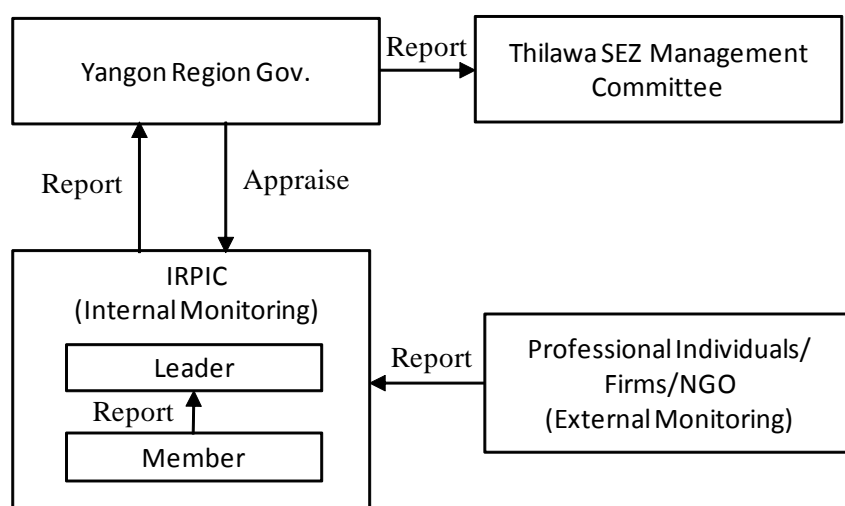 Yangon Region Gov.
Report
Thilawa SEZ Management
Committee
Report
Appraise
IRPIC
(Internal Monitoring)
Leader
Report
Member
Report
Professional Individuals/
Firms/NGO
(External Monitoring)